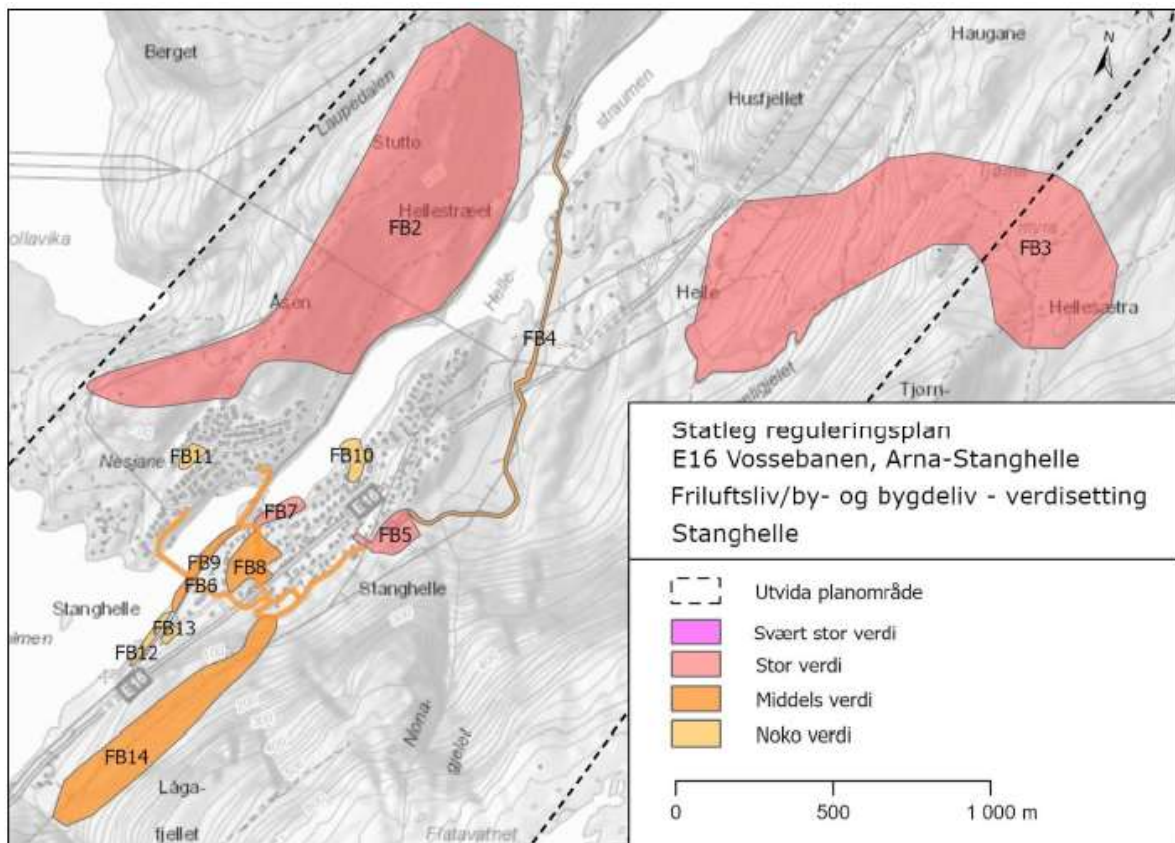 Berget
Haugane
N
Laupedalen
straumen
Husfjellet
Stutto
Hellestræet
FB2
FB3
ollavika
Helle-
Helle
Hellesætra
Åsen
FB4
Tjorn-
Nesjane
FB11
FB10
E16
FB7
FB5
FB9
FB8
FB6
Stanghelle
Stanghelle
FB13
FB12
E16
FB14
Nona-
gjelet
Låga-
fjellet
Flatavatnet
Statleg reguleringsplan
E16 Vossebanen, Arna-Stanghelle
Friluftsliv/by- og bygdeliv - verdisetting
Stanghelle
Utvida planområde
Svært stor verdi
Stor verdi
Middels verdi
Noko verdi
0 500 1 000 m